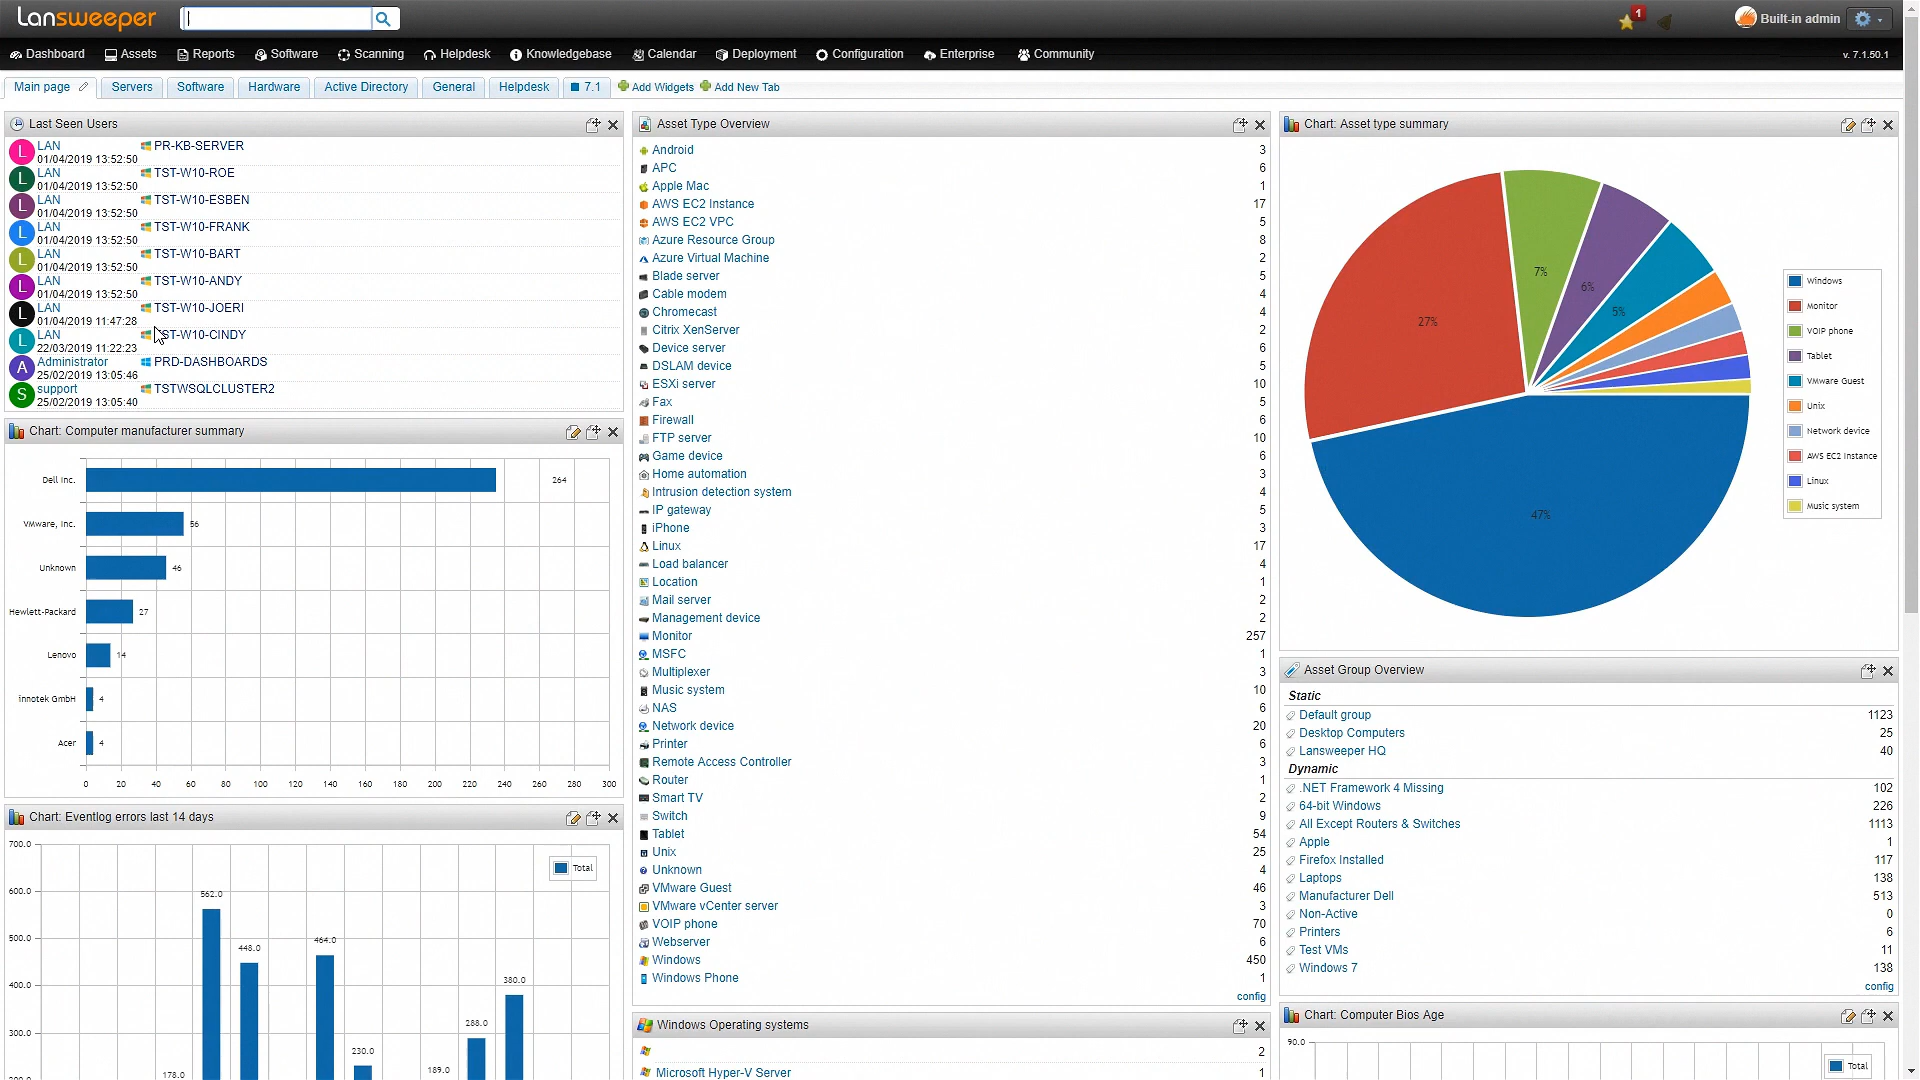 Lansweeper
1
Built-in admin
Dashboard Assets Reports Software Scanning Helpdesk Knowledgebase Calendar Deployment Configuration Enterprise Community
v. 7.1.50.1
Main page Servers Software Hardware Active Directory General Helpdesk 7.1 Add Widgets Add New Tab
Last Seen Users
L LAN PR-KB-SERVER
01/04/2019 13:52:50
L LAN TST-W10-ROE
01/04/2019 13:52:50
L LAN TST-W10-ESBEN
01/04/2019 13:52:50
L LAN TST-W10-FRANK
01/04/2019 13:52:50
L LAN TST-W10-BART
01/04/2019 13:52:50
L LAN TST-W10-ANDY
01/04/2019 13:52:50
L LAN TST-W10-JOERI
01/04/2019 11:47:28
L LAN ST-W10-CINDY
22/03/2019 11:22:23
A Administrator PRD-DASHBOARDS
25/02/2019 13:05:46
S support TSTWSQLCLUSTER2
25/02/2019 13:05:40
Chart: Computer manufacturer summary
Dell Inc. 264
VMware, Inc. 56
Unknown 46
Hewlett-Packard 27
Lenovo 14
innotek GmbH 4
Acer 4
0 20 40 60 80 100 120 140 160 180 200 220 240 260 280 300
Chart: Eventlog errors last 14 days
700.0
Total
600.0
562.0
500.0
448.0
464.0
400.0
380.0
300.0
288.0
230.0
178.0
189.0
200.0
Asset Type Overview
Android 3
APC 6
Apple Mac 1
AWS EC2 Instance 17
AWS EC2 VPC 5
Azure Resource Group 8
Azure Virtual Machine 2
Blade server 5
Cable modem 4
Chromecast 4
Citrix XenServer 2
Device server 6
DSLAM device 5
ESXi server 10
Fax 5
Firewall 6
FTP server 10
Game device 6
Home automation 3
Intrusion detection system 4
IP gateway 5
iPhone 3
Linux 17
Load balancer 4
Location 1
Mail server 2
Management device 2
Monitor 257
MSFC 1
Multiplexer 3
Music system 10
NAS 6
Network device 20
Printer 6
Remote Access Controller 3
Router 1
Smart TV 2
Switch 9
Tablet 54
Unix 25
Unknown 4
VMware Guest 46
VMware vCenter server 3
VOIP phone 70
Webserver 6
Windows 450
Windows Phone 1
config
Windows Operating systems
2
Microsoft Hyper-V Server 1
Chart: Asset type summary
7%
6%
5%
27%
47%
Windows
Monitor
VOIP phone
Tablet
VMware Guest
Unix
Network device
AWS EC2 Instance
Linux
Music system
Asset Group Overview
Static
Default group 1123
Desktop Computers 25
Lansweeper HQ 40
Dynamic
.NET Framework 4 Missing 102
64-bit Windows 226
All Except Routers & Switches 1113
Apple 1
Firefox Installed 117
Laptops 138
Manufacturer Dell 513
Non-Active 0
Printers 6
Test VMs 11
Windows 7 138
config
Chart: Computer Bios Age
90.0
Total